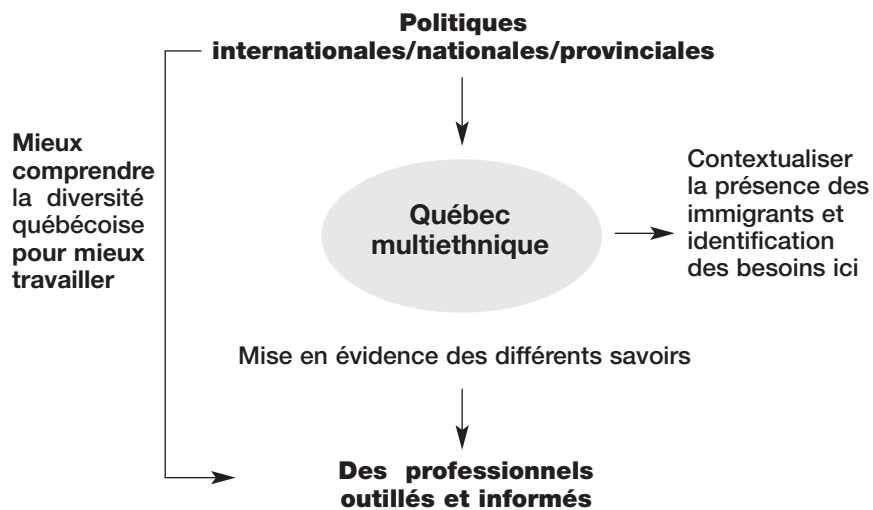 Politiques
internationales/nationales/provinciales
Mieux
comprendre
la diversité
québécoise
pour mieux
travailler
Québec
multiethnique
Contextualiser
la présence des
immigrants et
identification
des besoins ici
Mise en évidence des différents savoirs
Des professionnels
outillés et informés